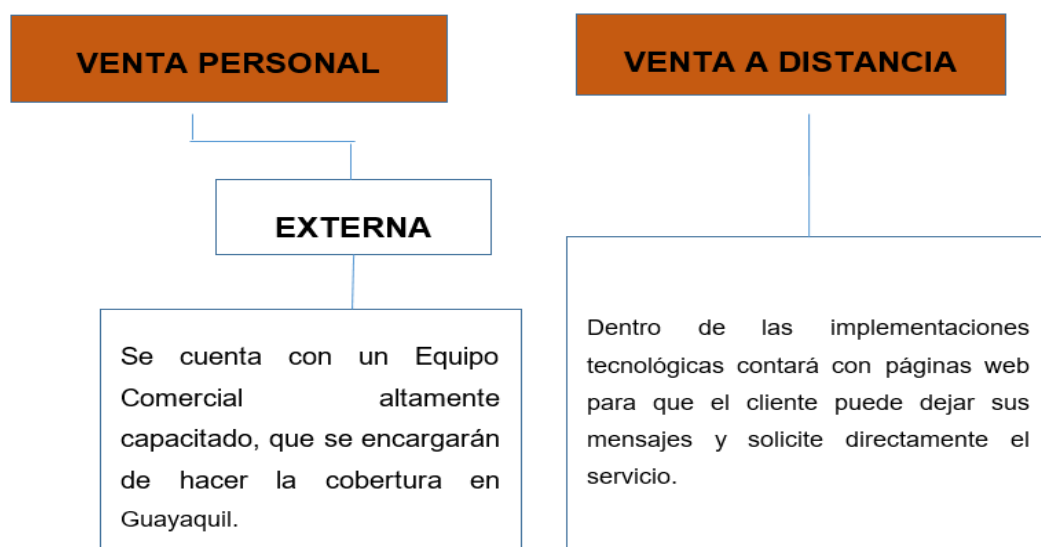 VENTA PERSONAL
EXTERNA
Se cuenta con un Equipo
Comercial altamente
capacitado, que se encargarán
de hacer la cobertura en
Guayaquil.
VENTA A DISTANCIA
Dentro de las implementaciones
tecnológicas contará con páginas web
para que el cliente puede dejar sus
mensajes y solicite directamente el
servicio.